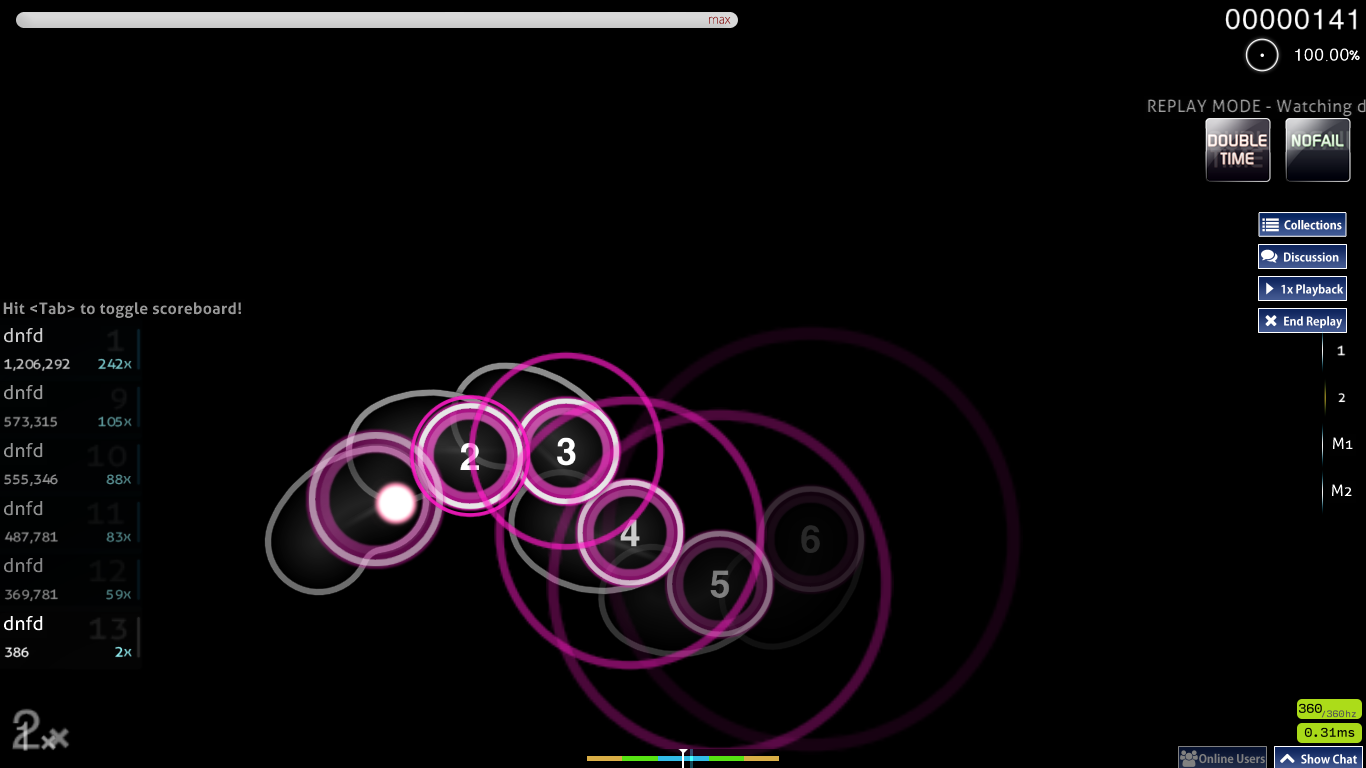 max
00000141
100.00%
REPLAY MODE - Watching d
DOUBLE TIME
NOFAIL
Collections
Discussion
1x Playback
End Replay
Hit <Tab> to toggle scoreboard!
dnfd
1
1,206,292 242x
dnfd
9
573,315 105x
dnfd
10
555,346 88x
dnfd
11
487,781 83x
dnfd
12
369,781 59x
dnfd
13
386 2x
1
2
M1
M2
2
3
4
5
6
2x
360/360hz
0.31ms
Online Users
Show Chat